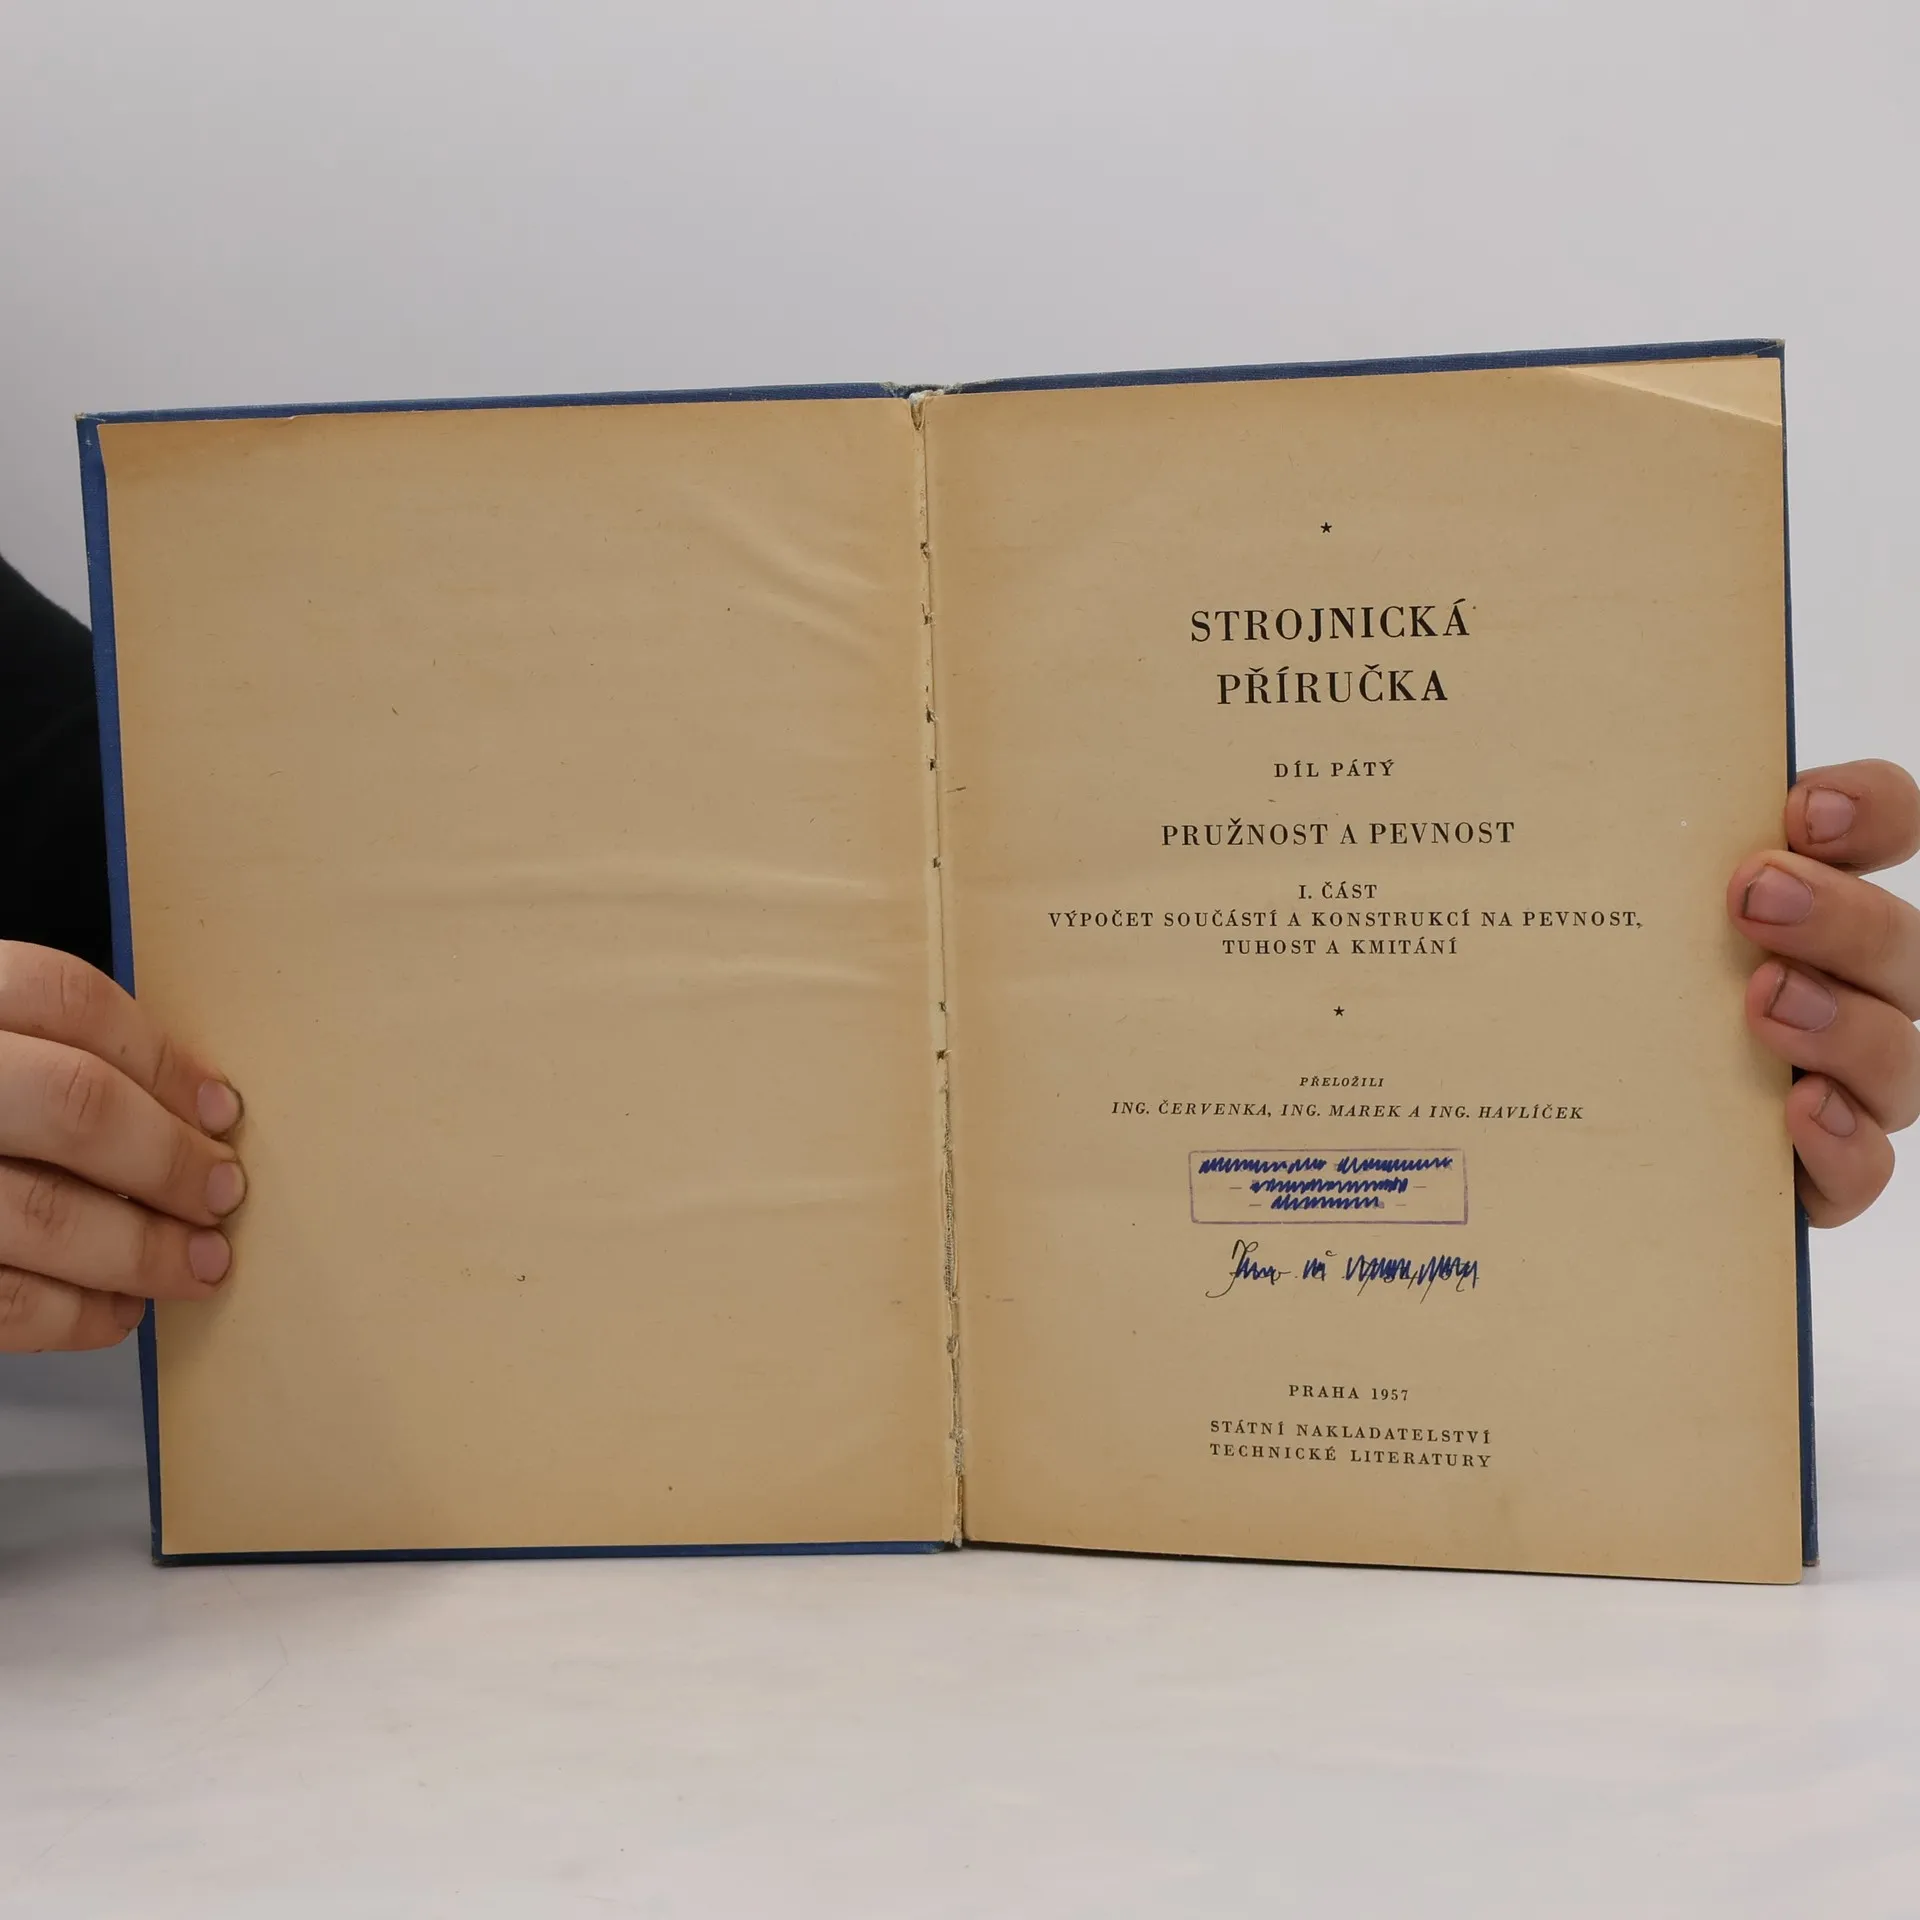 ★
STROJNICKÁ
PŘÍRUČKA
DÍL PÁTÝ
PRUŽNOST A PEVNOST
I. ČÁST
VÝPOČET SOUČÁSTÍ A KONSTRUKCÍ NA PEVNOST,
TUHOST A KMITÁNÍ
★
PŘELOŽILI
ING. ČERVENKA, ING. MAREK A ING. HAVLÍČEK
PRAHA 1957
STÁTNÍ NAKLADATELSTVÍ
TECHNICKÉ LITERATURY